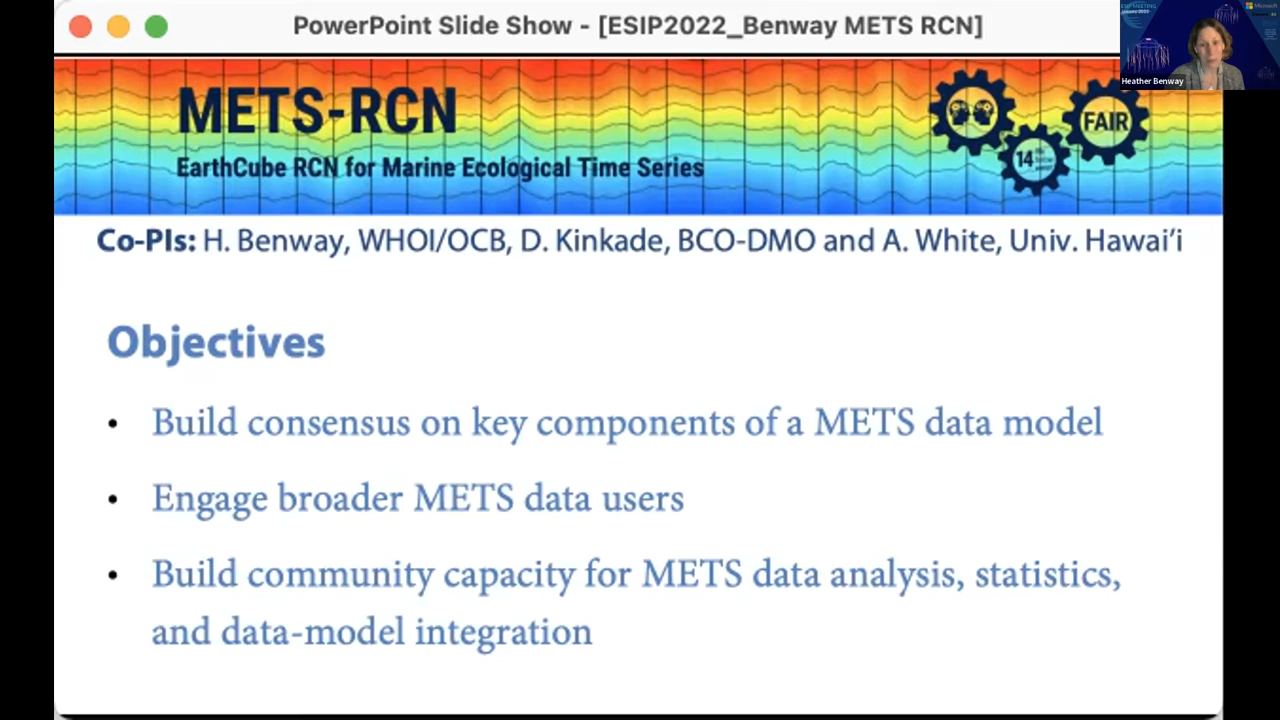 PowerPoint Slide Show - [ESIP2022_Benway METS RCN]
Heather Benway
METS-RCN
EarthCube RCN for Marine Ecological Time Series
14
FAIR
Co-PIs: H. Benway, WHOI/OCB, D. Kinkade, BCO-DMO and A. White, Univ. Hawai’i
Objectives
• Build consensus on key components of a METS data model
• Engage broader METS data users
• Build community capacity for METS data analysis, statistics,
and data-model integration